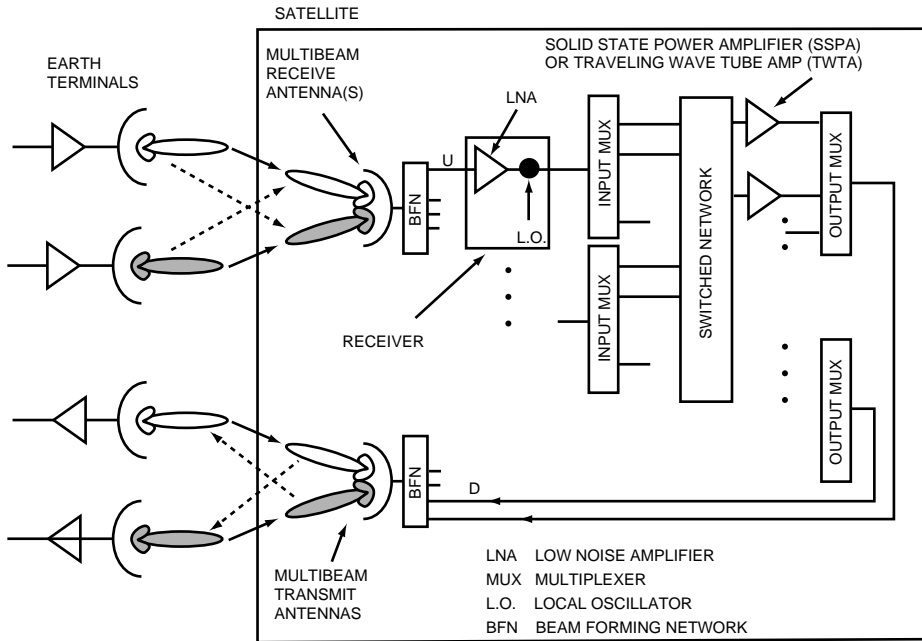 SATELLITE
EARTH
TERMINALS
MULTIBEAM
RECEIVE
ANTENNA(S)
SOLID STATE POWER AMPLIFIER (SSPA)
OR TRAVELING WAVE TUBE AMP (TWTA)
LNA
U
BFN
L.O.
INPUT MUX
SWITCHED NETWORK
OUTPUT MUX
RECEIVER
INPUT MUX
OUTPUT MUX
BFN
D
MULTIBEAM
TRANSMIT
ANTENNAS
LNA LOW NOISE AMPLIFIER
MUX MULTIPLEXER
L.O. LOCAL OSCILLATOR
BFN BEAM FORMING NETWORK